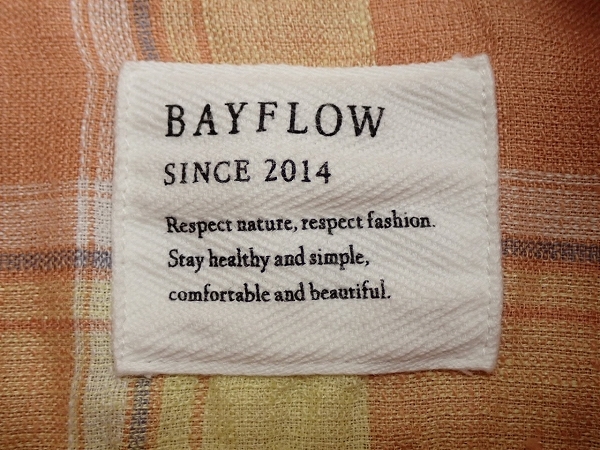 BAYFLOW
SINCE 2014
Respect nature, respect fashion.
Stay healthy and simple,
comfortable and beautiful.